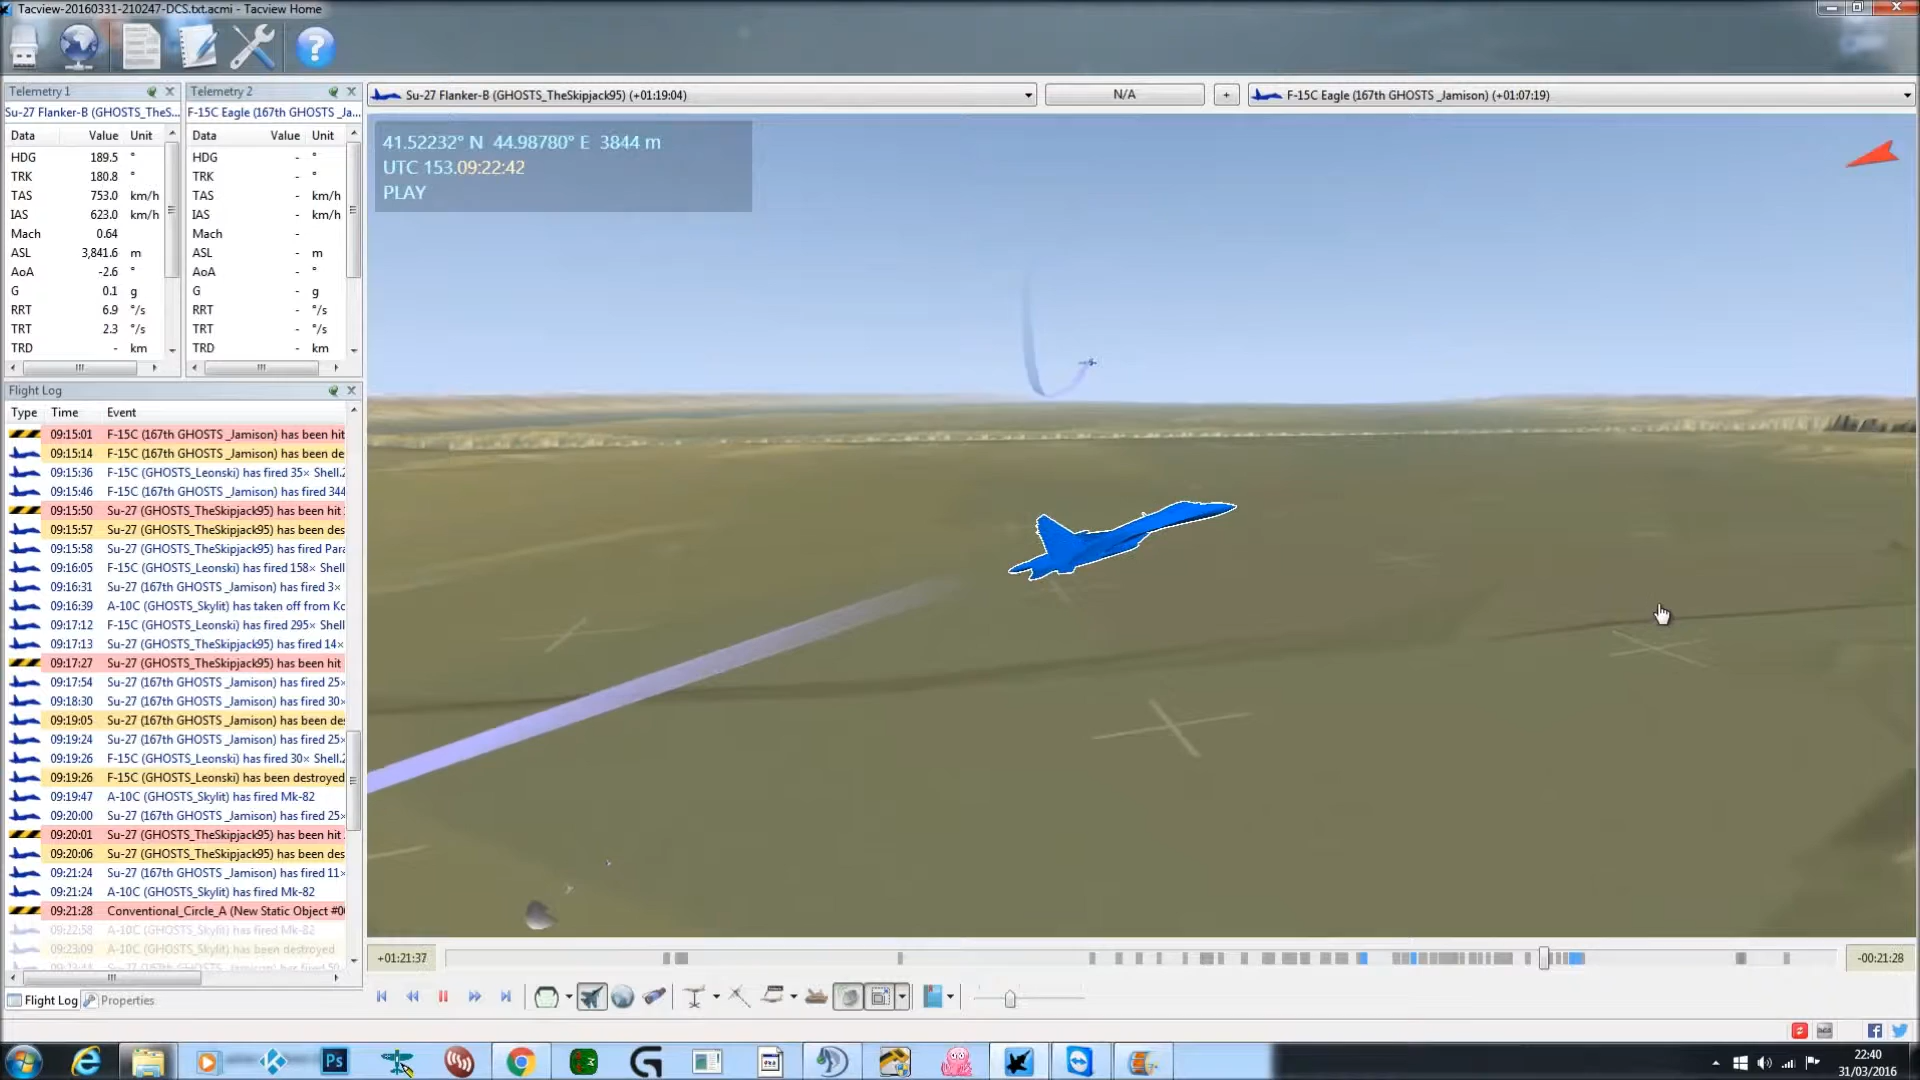 Tacview-20160331-210247-DCS.txt.acmi - Tacview Home
Telemetry 1
Telemetry 2
Su-27 Flanker-B (GHOSTS_TheSkipjack95) (+01:19:04)
N/A
+
F-15C Eagle (167th GHOSTS _Jamison) (+01:07:19)
Su-27 Flanker-B (GHOSTS_TheS...
F-15C Eagle (167th GHOSTS _Ja...
Data Value Unit
Data Value Unit
HDG 189.5 °
HDG - °
TRK 180.8 °
TRK - °
TAS 753.0 km/h
TAS - km/h
IAS 623.0 km/h
IAS - km/h
Mach 0.64
Mach -
ASL 3,841.6 m
ASL - m
AoA -2.6 °
AoA - °
G 0.1 g
G - g
RRT 6.9 °/s
RRT - °/s
TRT 2.3 °/s
TRT - °/s
TRD - km
TRD - km
41.52232° N 44.98780° E 3844 m
UTC 153.09:22:42
PLAY
Flight Log
Type Time Event
09:15:01 F-15C (167th GHOSTS _Jamison) has been hit
09:15:14 F-15C (167th GHOSTS _Jamison) has been de
09:15:36 F-15C (GHOSTS_Leonski) has fired 35× Shell.
09:15:46 F-15C (167th GHOSTS _Jamison) has fired 344
09:15:50 Su-27 (GHOSTS_TheSkipjack95) has been hit
09:15:57 Su-27 (GHOSTS_TheSkipjack95) has been des
09:15:58 Su-27 (GHOSTS_TheSkipjack95) has fired Para
09:16:05 F-15C (GHOSTS_Leonski) has fired 158× Shell
09:16:31 Su-27 (167th GHOSTS _Jamison) has fired 3×
09:16:39 A-10C (GHOSTS_Skylit) has taken off from Ko
09:17:12 F-15C (GHOSTS_Leonski) has fired 295× Shell
09:17:13 Su-27 (GHOSTS_TheSkipjack95) has fired 14×
09:17:27 Su-27 (GHOSTS_TheSkipjack95) has been hit
09:17:54 Su-27 (167th GHOSTS _Jamison) has fired 25×
09:18:30 Su-27 (167th GHOSTS _Jamison) has fired 30×
09:19:05 Su-27 (167th GHOSTS _Jamison) has been des
09:19:24 Su-27 (167th GHOSTS _Jamison) has fired 25×
09:19:26 F-15C (GHOSTS_Leonski) has fired 30× Shell.
09:19:26 F-15C (GHOSTS_Leonski) has been destroyed
09:19:47 A-10C (GHOSTS_Skylit) has fired Mk-82
09:20:00 Su-27 (167th GHOSTS _Jamison) has fired 25×
09:20:01 Su-27 (GHOSTS_TheSkipjack95) has been hit
09:20:06 Su-27 (GHOSTS_TheSkipjack95) has been des
09:21:24 Su-27 (167th GHOSTS _Jamison) has fired 11×
09:21:24 A-10C (GHOSTS_Skylit) has fired Mk-82
09:21:28 Conventional_Circle_A (New Static Object #0
09:22:58 A-10C (GHOSTS_Skylit) has fired Mk-82
09:23:09 A-10C (GHOSTS_Skylit) has been destroyed
+01:21:37
-00:21:28
Flight Log
Properties
Ps
22:40
31/03/2016